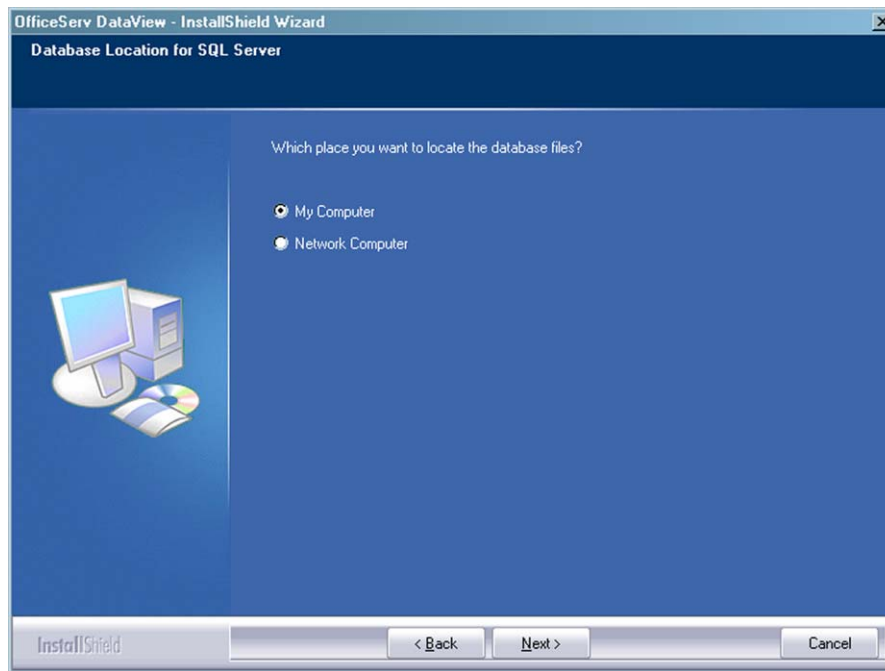 OfficeServ DataView - InstallShield Wizard
Database Location for SQL Server
Which place you want to locate the database files?
My Computer
Network Computer
InstallShield
< Back
Next >
Cancel